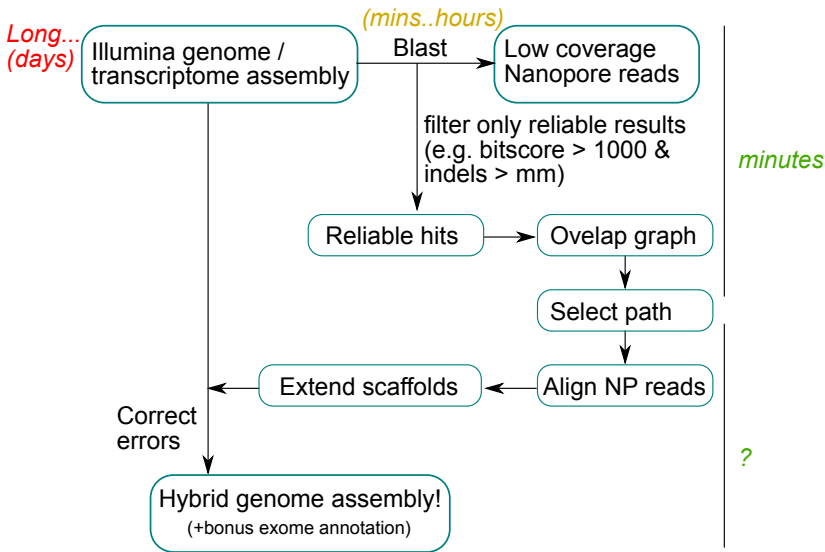 Long...
(days)
Illumina genome /
transcriptome assembly
(mins..hours)
Blast
Low coverage
Nanopore reads
filter only reliable results
(e.g. bitscore > 1000 &
indels > mm)
minutes
Reliable hits
Ovelap graph
Select path
Extend scaffolds
Align NP reads
Correct
errors
?
Hybrid genome assembly!
(+bonus exome annotation)